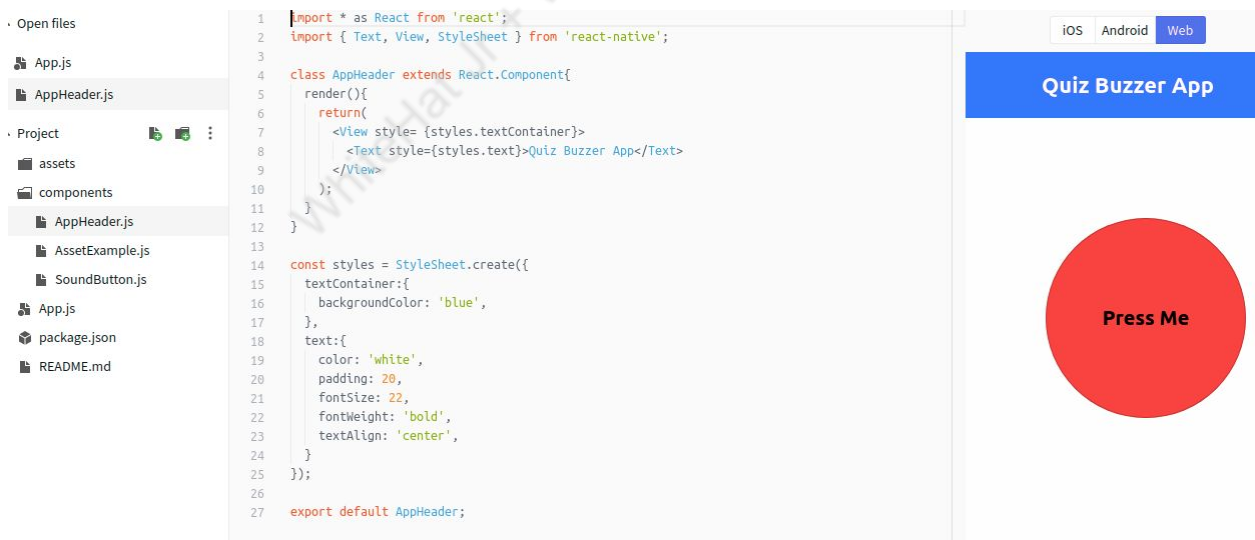 Open files
App.js
AppHeader.js
Project
assets
components
AppHeader.js
AssetExample.js
SoundButton.js
App.js
package.json
README.md
1 import * as React from 'react';
2 import { Text, View, StyleSheet } from 'react-native';
3
4 class AppHeader extends React.Component{
5 render(){
6 return(
7 <View style= {styles.textContainer}>
8 <Text style={styles.text}>Quiz Buzzer App</Text>
9 </View>
10 );
11 }
12 }
13
14 const styles = StyleSheet.create({
15 textContainer:{
16 backgroundColor: 'blue',
17 },
18 text:{
19 color: 'white',
20 padding: 20,
21 fontSize: 22,
22 fontWeight: 'bold',
23 textAlign: 'center',
24 }
25 });
26
27 export default AppHeader;
WhiteHat Jr
iOS Android Web
Quiz Buzzer App
Press Me